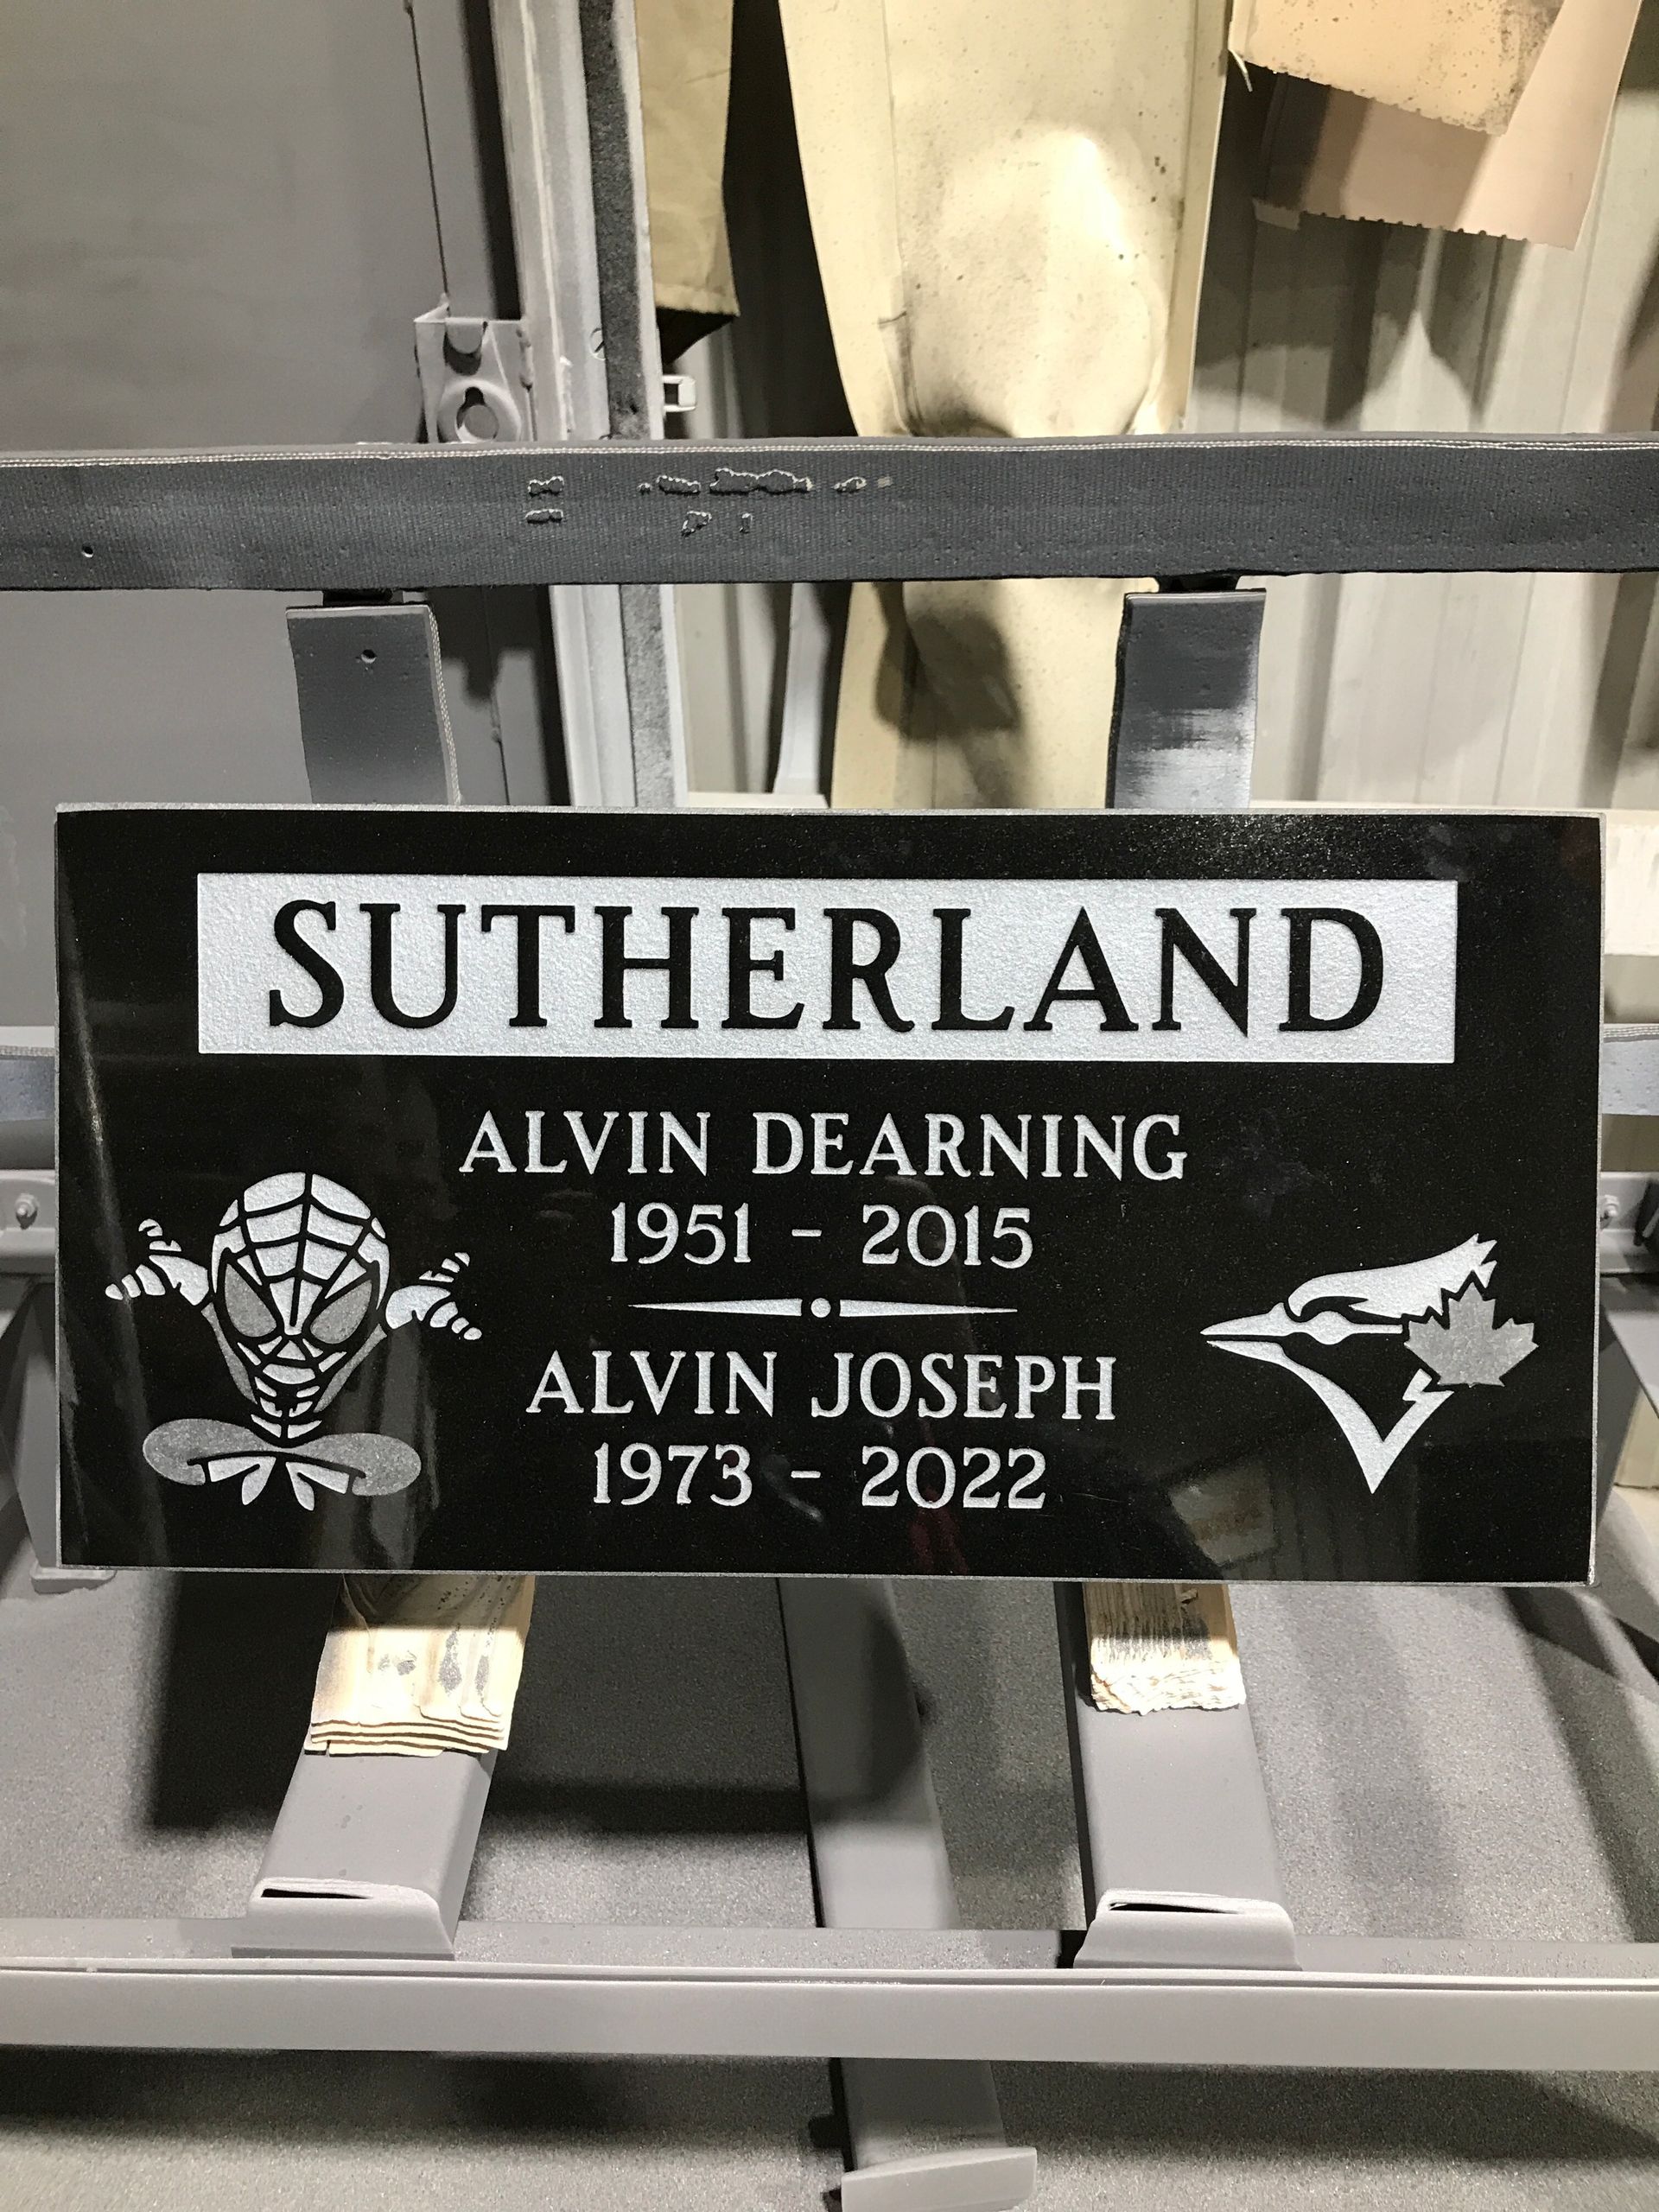 SUTHERLAND
ALVIN DEARNING
1951 - 2015
ALVIN JOSEPH
1973 - 2022